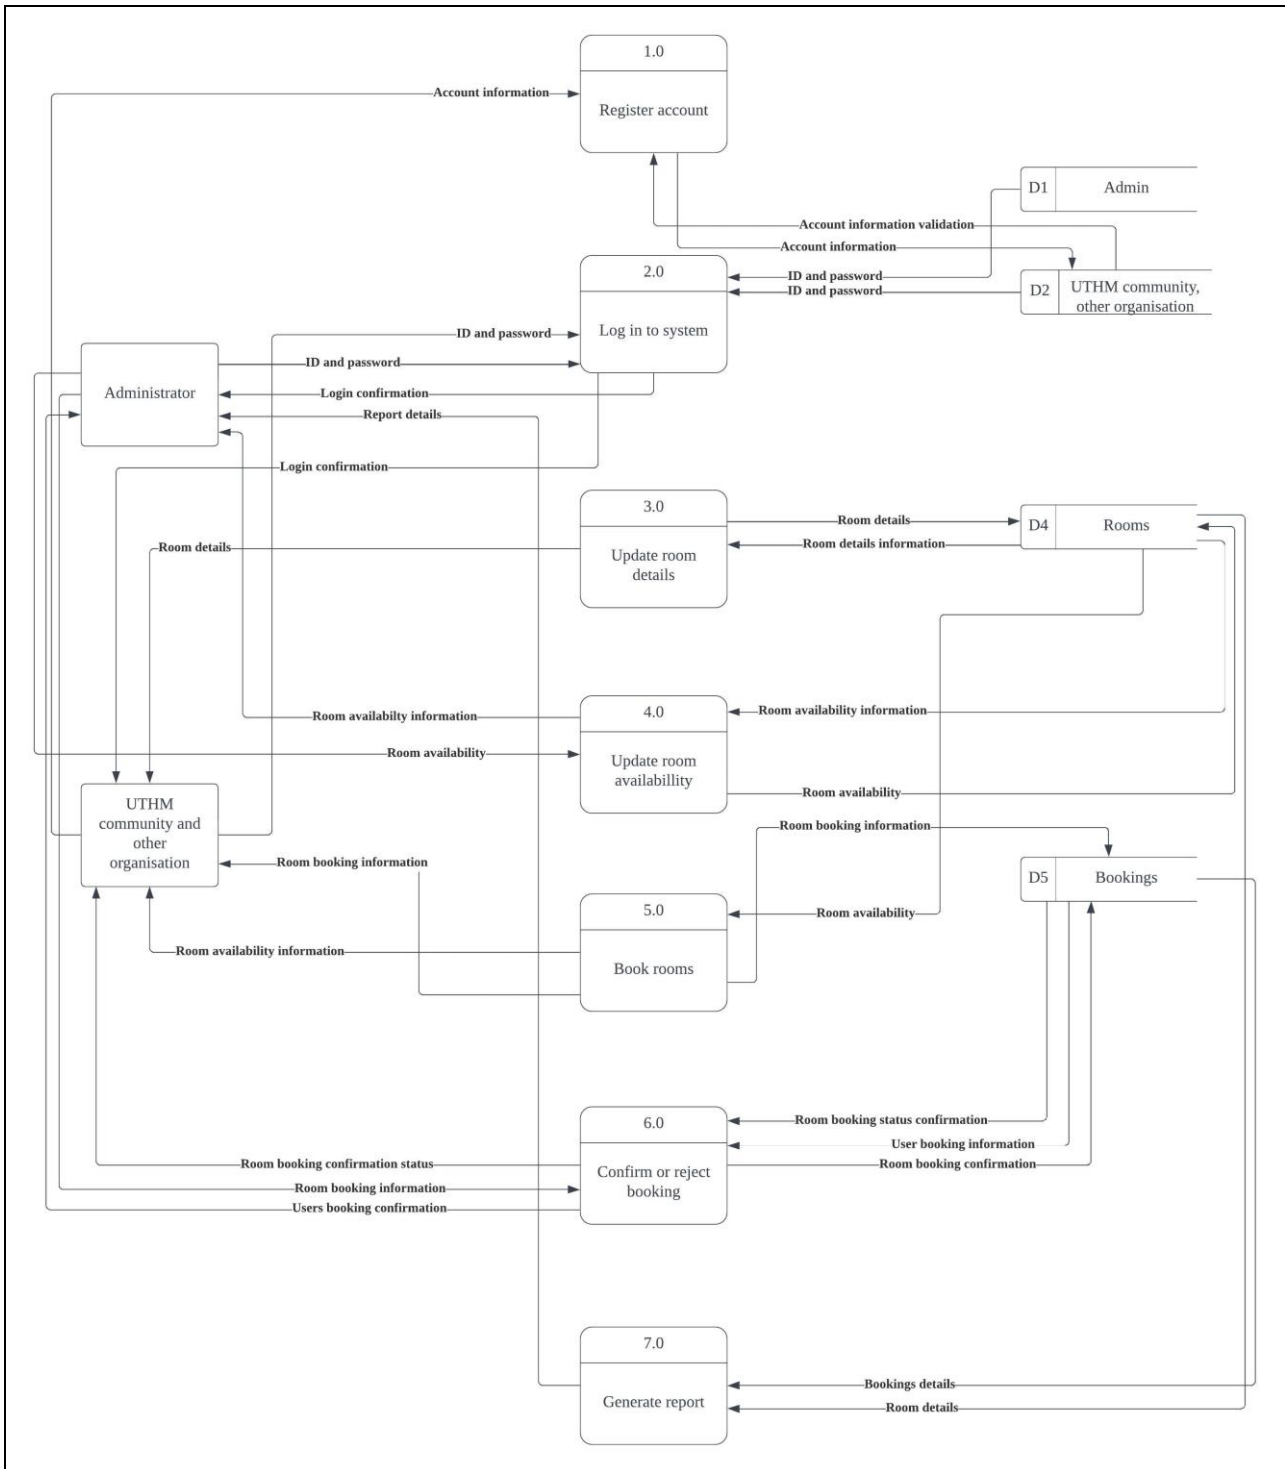 1.0
Account information
Register account
D1
Admin
Account information validation
Account information
2.0
ID and password
ID and password
D2
UTHM community,
other organisation
ID and password
Log in to system
ID and password
Administrator
Login confirmation
Report details
Login confirmation
3.0
Room details
D4
Rooms
Room details
Room details information
Update room
details
4.0
Room availabilty information
Room availability information
Room availability
Update room
availabillity
Room availability
UTHM
community and
other
organisation
Room booking information
Room booking information
D5
Bookings
5.0
Room availability
Room availability information
Book rooms
6.0
Room booking status confirmation
User booking information
Room booking confirmation status
Confirm or reject
booking
Room booking confirmation
Room booking information
Users booking confirmation
7.0
Generate report
Bookings details
Room details